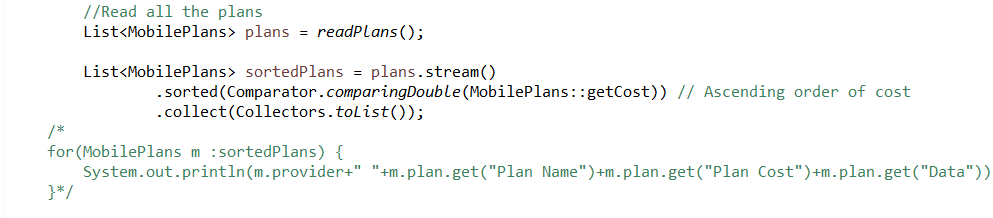 //Read all the plans
List<MobilePlans> plans = readPlans();
List<MobilePlans> sortedPlans = plans.stream()
.sorted(Comparator.comparingDouble(MobilePlans::getCost)) // Ascending order of cost
.collect(Collectors.toList());
/*
for(MobilePlans m :sortedPlans) {
System.out.println(m.provider+" "+m.plan.get("Plan Name")+m.plan.get("Plan Cost")+m.plan.get("Data"))
}*/